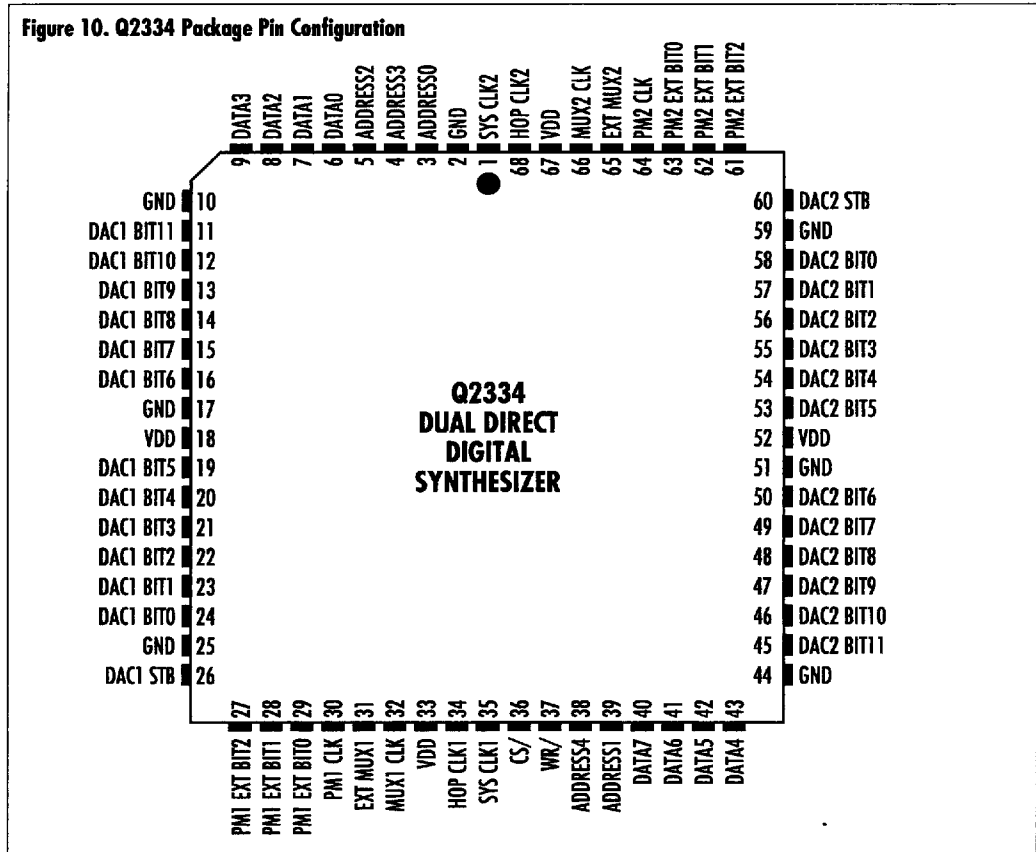 Figure 10. Q2334 Package Pin Configuration
9 DATA3
8 DATA2
7 DATA1
6 DATA0
5 ADDRESS2
4 ADDRESS3
3 ADDRESS0
2 GND
1 SYS CLK2
68 HOP CLK2
67 VDD
66 MUX2 CLK
65 EXT MUX2
64 PM2 CLK
63 PM2 EXT BIT0
62 PM2 EXT BIT1
61 PM2 EXT BIT2
GND 10
DAC1 BIT11 11
DAC1 BIT10 12
DAC1 BIT9 13
DAC1 BIT8 14
DAC1 BIT7 15
DAC1 BIT6 16
GND 17
VDD 18
DAC1 BIT5 19
DAC1 BIT4 20
DAC1 BIT3 21
DAC1 BIT2 22
DAC1 BIT1 23
DAC1 BIT0 24
GND 25
DAC1 STB 26
Q2334
DUAL DIRECT
DIGITAL
SYNTHESIZER
60 DAC2 STB
59 GND
58 DAC2 BIT0
57 DAC2 BIT1
56 DAC2 BIT2
55 DAC2 BIT3
54 DAC2 BIT4
53 DAC2 BIT5
52 VDD
51 GND
50 DAC2 BIT6
49 DAC2 BIT7
48 DAC2 BIT8
47 DAC2 BIT9
46 DAC2 BIT10
45 DAC2 BIT11
44 GND
PM1 EXT BIT2 27
PM1 EXT BIT1 28
PM1 EXT BIT0 29
PM1 CLK 30
EXT MUX1 31
MUX1 CLK 32
VDD 33
HOP CLK1 34
SYS CLK1 35
CS/ 36
WR/ 37
ADDRESS4 38
ADDRESS1 39
DATA7 40
DATA6 41
DATA5 42
DATA4 43